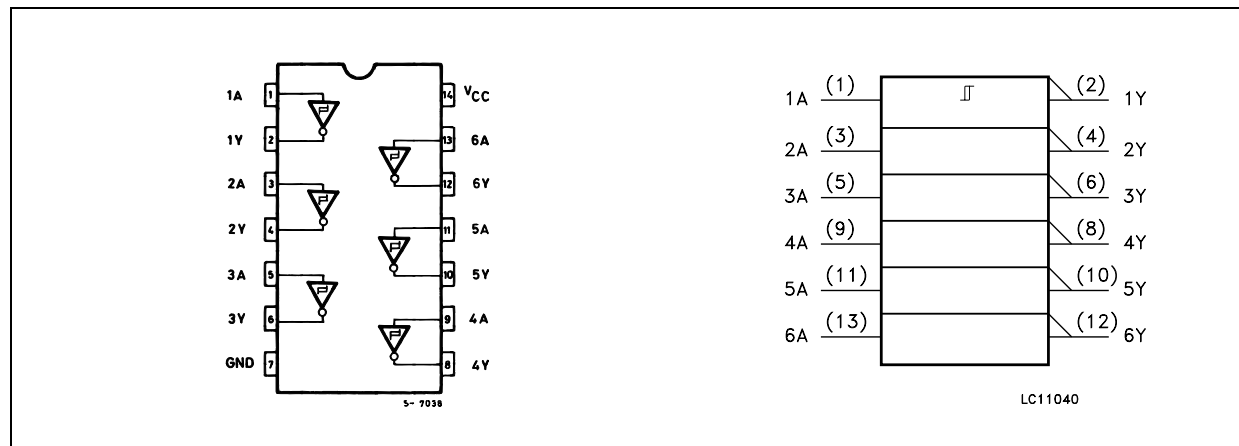 1A 1 14 VCC
1Y 2 13 6A
2A 3 12 6Y
2Y 4 11 5A
3A 5 10 5Y
3Y 6 9 4A
GND 7 8 4Y
S- 7038
1A (1) (2) 1Y
2A (3) (4) 2Y
3A (5) (6) 3Y
4A (9) (8) 4Y
5A (11) (10) 5Y
6A (13) (12) 6Y
LC11040